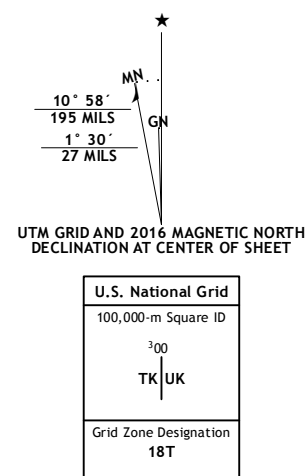 ★
MN
GN
10° 58´
195 MILS
1° 30´
27 MILS
UTM GRID AND 2016 MAGNETIC NORTH
DECLINATION AT CENTER OF SHEET
U.S. National Grid
100,000-m Square ID
³00
TK UK
Grid Zone Designation
18T